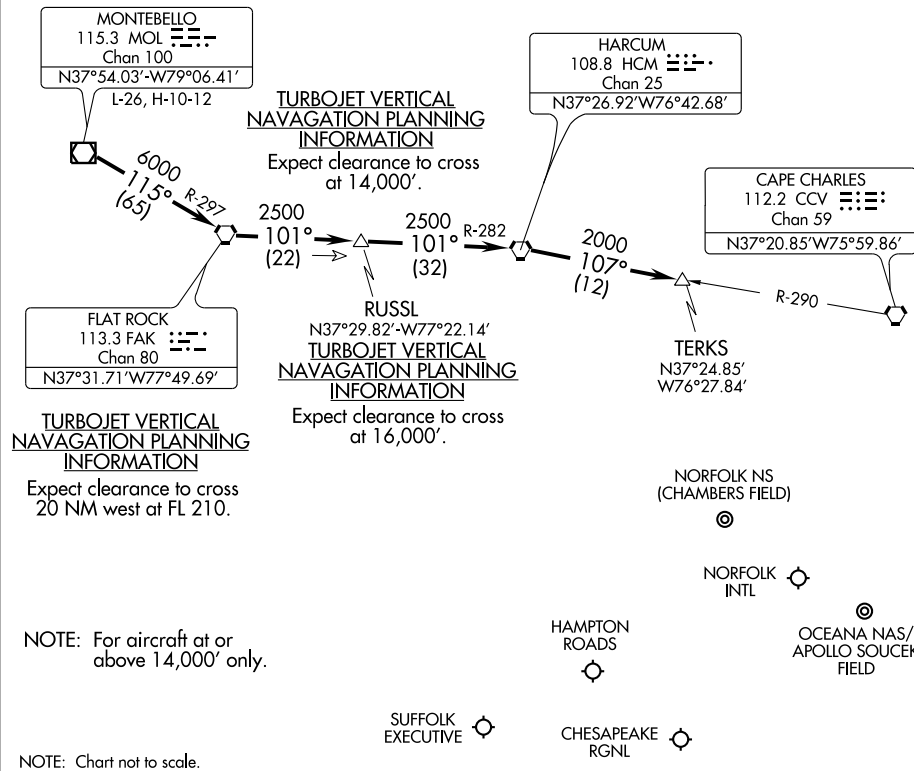 MONTEBELLO
115.3 MOL
Chan 100
N37°54.03'-W79°06.41'
L-26, H-10-12
HARCUM
108.8 HCM
Chan 25
N37°26.92'W76°42.68'
TURBOJET VERTICAL
NAVAGATION PLANNING
INFORMATION
Expect clearance to cross
at 14,000'.
CAPE CHARLES
112.2 CCV
Chan 59
N37°20.85'W75°59.86'
6000
115°
(65)
R-297
2500
101°
(22)
2500
101°
(32)
R-282
2000
107°
(12)
R-290
FLAT ROCK
113.3 FAK
Chan 80
N37°31.71'W77°49.69'
RUSSL
N37°29.82'-W77°22.14'
TURBOJET VERTICAL
NAVAGATION PLANNING
INFORMATION
Expect clearance to cross
at 16,000'.
TERKS
N37°24.85'
W76°27.84'
TURBOJET VERTICAL
NAVAGATION PLANNING
INFORMATION
Expect clearance to cross
20 NM west at FL 210.
NORFOLK NS
(CHAMBERS FIELD)
NORFOLK
INTL
OCEANA NAS/
APOLLO SOUCEK
FIELD
NOTE: For aircraft at or
above 14,000' only.
HAMPTON
ROADS
SUFFOLK
EXECUTIVE
CHESAPEAKE
RGNL
NOTE: Chart not to scale.